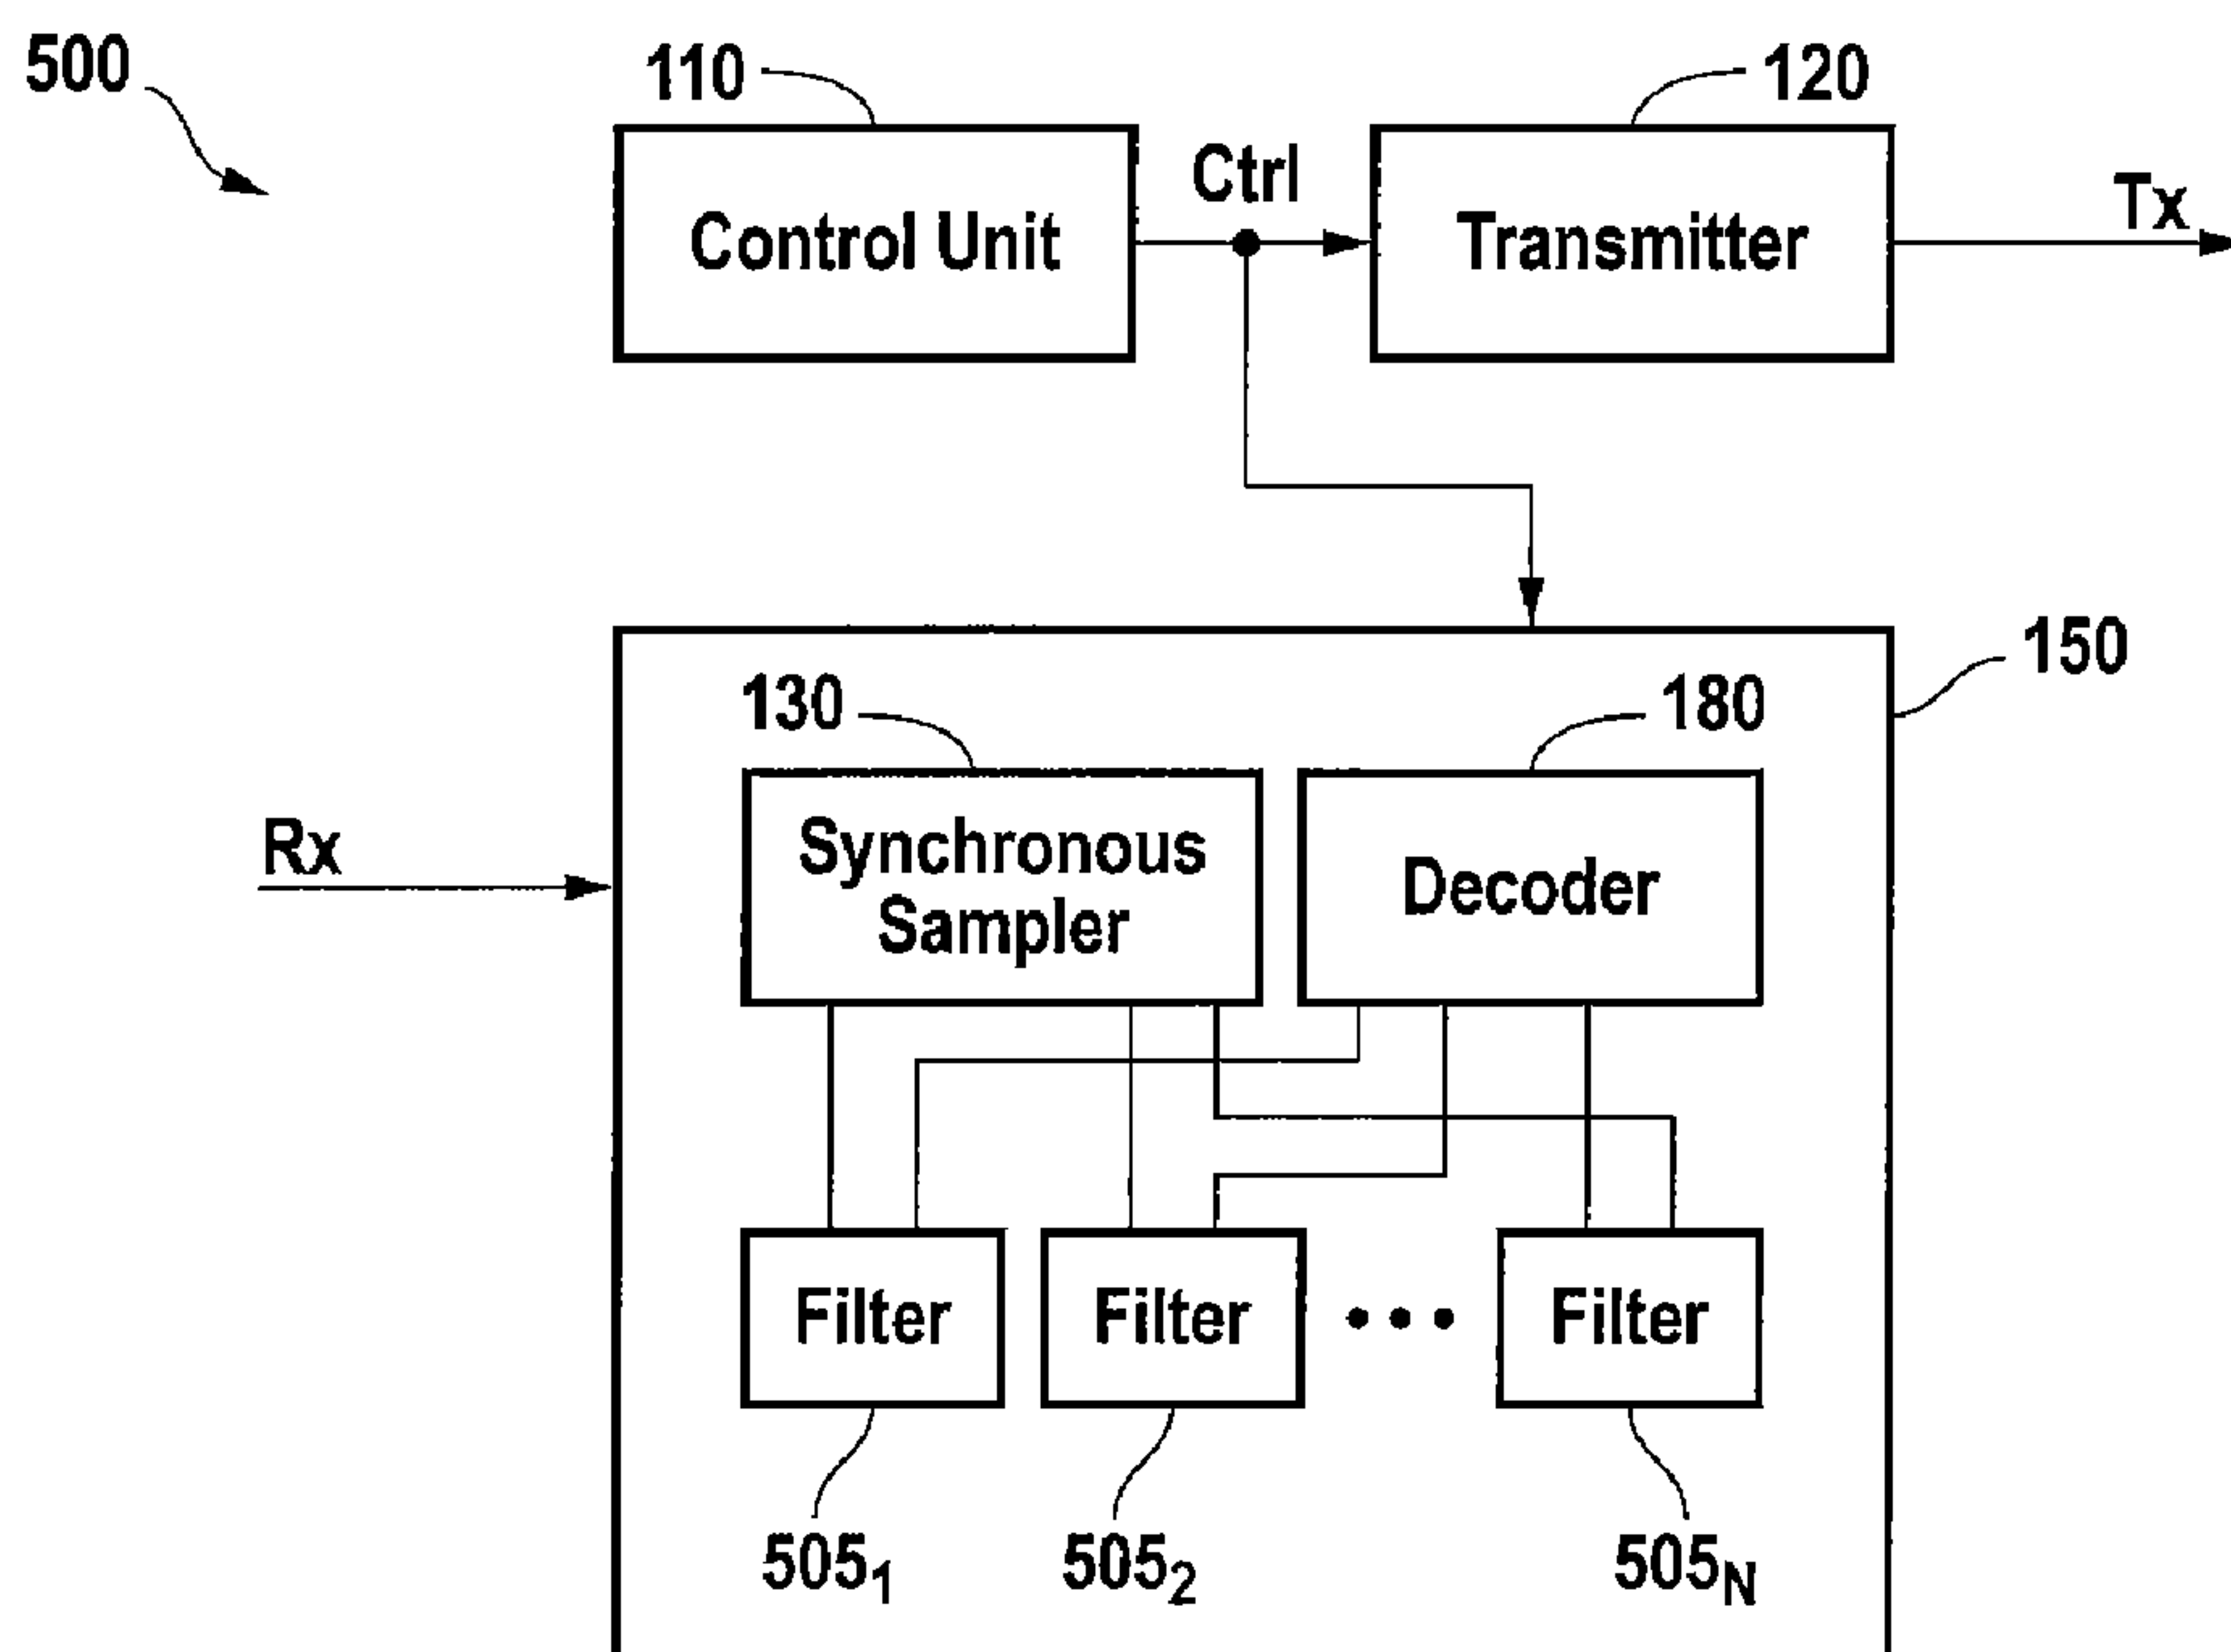 500
110
120
Ctrl
Control Unit
Transmitter
Tx
150
130
180
Rx
Synchronous
Sampler
Decoder
Filter
Filter
Filter
505₁
505₂
505N